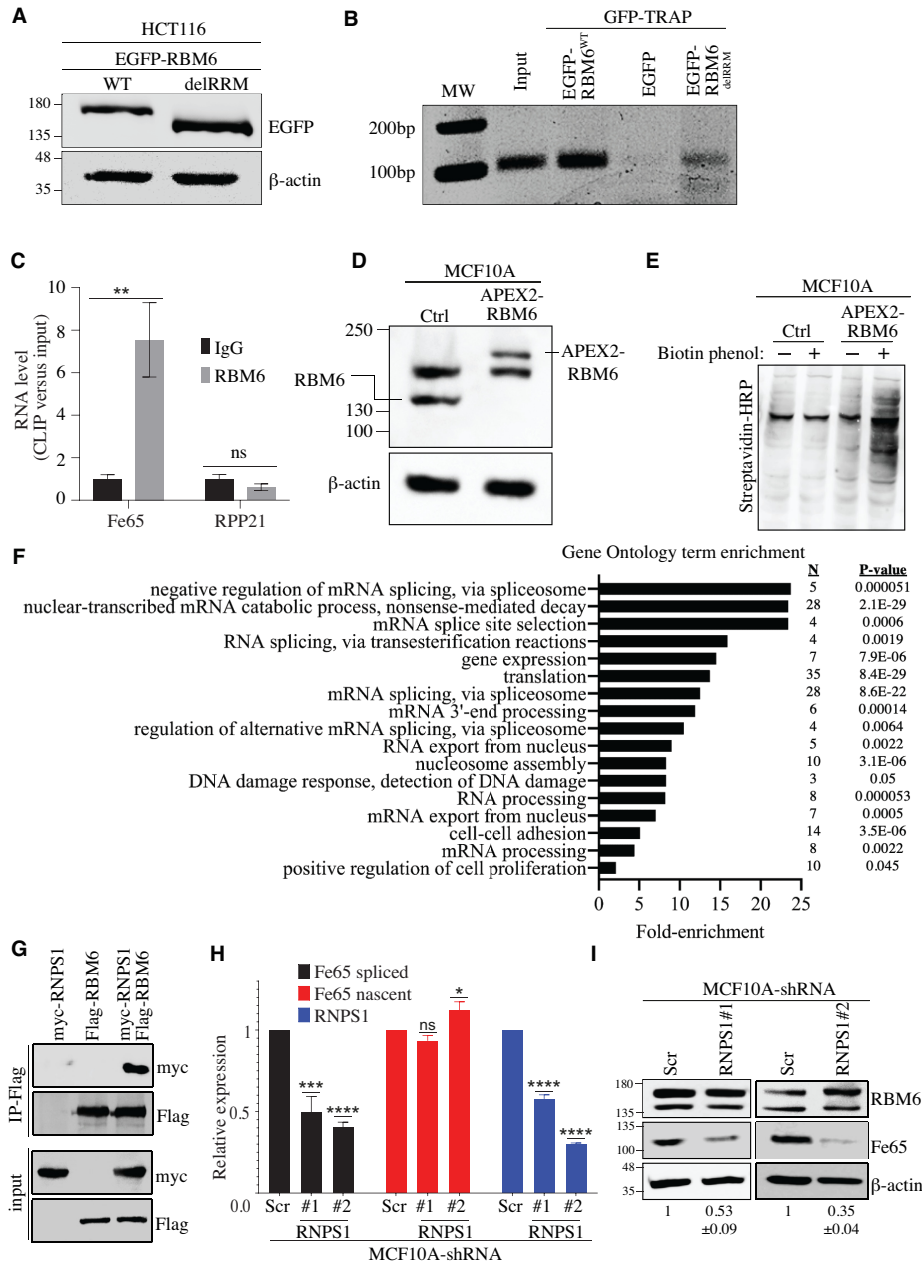 A
HCT116
EGFP-RBM6
WT delRRM
180
135
EGFP
48
35
β-actin
B
GFP-TRAP
MW
Input
EGFP-RBM6WT
EGFP
EGFP-RBM6delRRM
200bp
100bp
C
RNA level
(CLIP versus input)
10
8
6
4
2
0
**
ns
IgG
RBM6
Fe65 RPP21
D
MCF10A
Ctrl
APEX2-
RBM6
250
130
100
RBM6
APEX2-
RBM6
β-actin
E
MCF10A
Ctrl
APEX2-
RBM6
Biotin phenol: – + – +
Streptavidin-HRP
F
Gene Ontology term enrichment
N P-value
negative regulation of mRNA splicing, via spliceosome 5 0.000051
nuclear-transcribed mRNA catabolic process, nonsense-mediated decay 28 2.1E-29
mRNA splice site selection 4 0.0006
RNA splicing, via transesterification reactions 4 0.0019
gene expression 7 7.9E-06
translation 35 8.4E-29
mRNA splicing, via spliceosome 28 8.6E-22
mRNA 3'-end processing 6 0.00014
regulation of alternative mRNA splicing, via spliceosome 4 0.0064
RNA export from nucleus 5 0.0022
nucleosome assembly 10 3.1E-06
DNA damage response, detection of DNA damage 3 0.05
RNA processing 8 0.000053
mRNA export from nucleus 7 0.0005
cell-cell adhesion 14 3.5E-06
mRNA processing 8 0.0022
positive regulation of cell proliferation 10 0.045
0 5 10 15 20 25
Fold-enrichment
G
myc-RNPS1
Flag-RBM6
myc-RNPS1
Flag-RBM6
IP-Flag
myc
Flag
input
myc
Flag
H
Fe65 spliced
Fe65 nascent
RNPS1
Relative expression
1
0.5
0.0
***
****
ns
*
****
****
Scr #1 #2 Scr #1 #2 Scr #1 #2
RNPS1 RNPS1 RNPS1
MCF10A-shRNA
I
MCF10A-shRNA
Scr
RNPS1#1
Scr
RNPS1#2
180
135
RBM6
135
100
Fe65
48
35
β-actin
1 0.53 1 0.35
±0.09 ±0.04